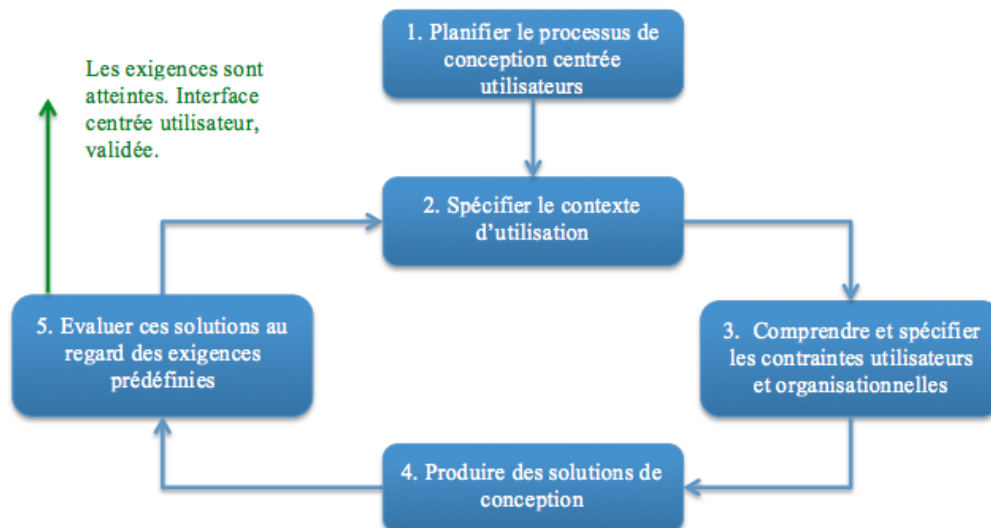 1. Planifier le processus de
conception centrée
utilisateurs
Les exigences sont
atteintes. Interface
centrée utilisateur,
validée.
2. Spécifier le contexte
d’utilisation
3. Comprendre et spécifier
les contraintes utilisateurs
et organisationnelles
4. Produire des solutions de
conception
5. Evaluer ces solutions au
regard des exigences
prédéfinies